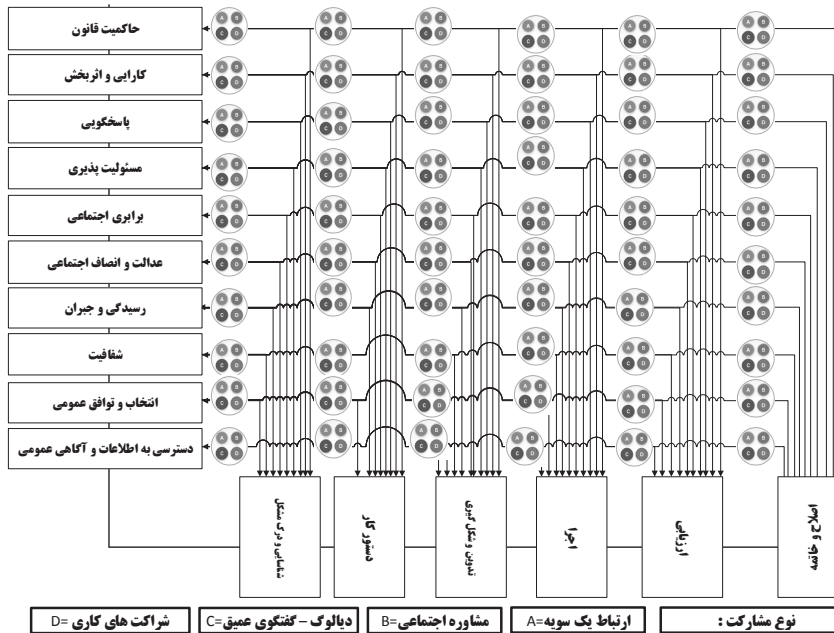 حاکمیت قانون
کارایی و اثربخش
پاسخگویی
مسئولیت پذیری
برابری اجتماعی
عدالت و انصاف اجتماعی
رسیدگی و جبران
شفافیت
انتخاب و توافق عمومی
دسترسی به اطلاعات و آگاهی عمومی
اصلاح و خاتمه
ارزیابی
اجرا
تدوین و شکل گیری
دستور کار
شناسایی و درک مشکل
نوع مشارکت :
ارتباط یک سویه=A
مشاوره اجتماعی=B
دیالوگ – گفتگوی عمیق=C
شراکت های کاری =D